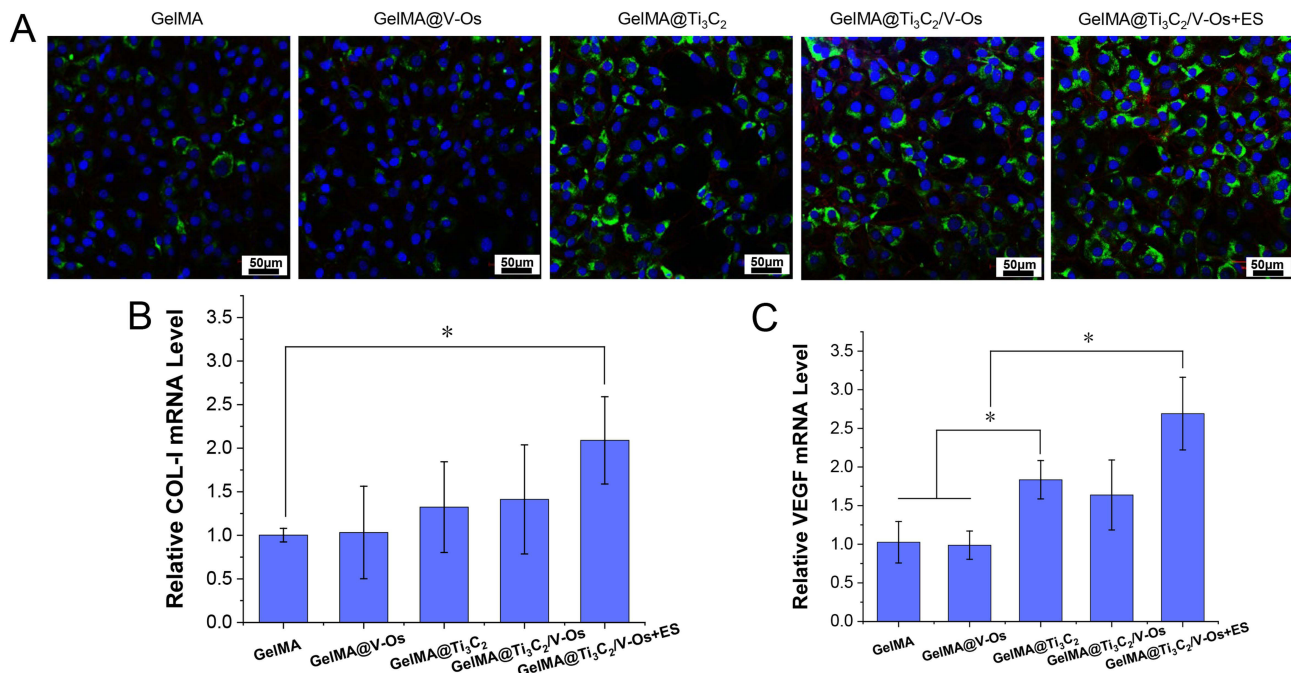 A
GelMA
GelMA@V-Os
GelMA@Ti₃C₂
GelMA@Ti₃C₂/V-Os
GelMA@Ti₃C₂/V-Os+ES
50μm
50μm
50μm
50μm
50μm
B
Relative COL-I mRNA Level
3.5
3.0
2.5
2.0
1.5
1.0
0.5
0.0
*
GelMA
GelMA@V-Os
GelMA@Ti₃C₂
GelMA@Ti₃C₂/V-Os
GelMA@Ti₃C₂/V-Os+ES
C
Relative VEGF mRNA Level
3.5
3.0
2.5
2.0
1.5
1.0
0.5
0.0
*
*
GelMA
GelMA@V-Os
GelMA@Ti₃C₂
GelMA@Ti₃C₂/V-Os
GelMA@Ti₃C₂/V-Os+ES